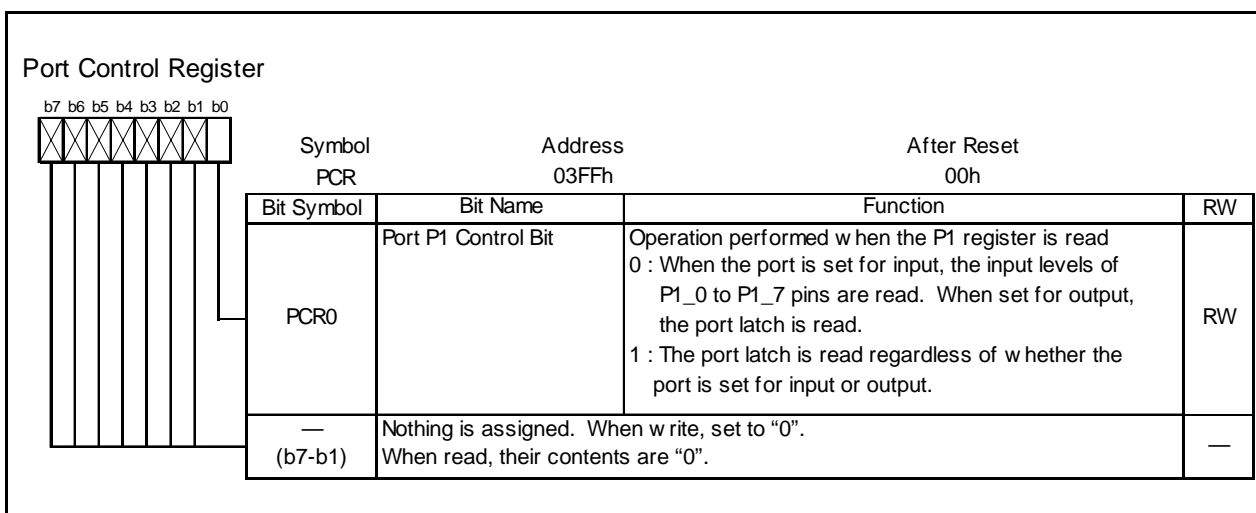 Port Control Register
b7 b6 b5 b4 b3 b2 b1 b0
Symbol Address After Reset
PCR 03FFh 00h
Bit Symbol Bit Name Function RW
Port P1 Control Bit Operation performed when the P1 register is read
0 : When the port is set for input, the input levels of
P1_0 to P1_7 pins are read. When set for output,
PCR0 the port latch is read. RW
1 : The port latch is read regardless of whether the
port is set for input or output.
— Nothing is assigned. When write, set to “0”. —
(b7-b1) When read, their contents are “0”.